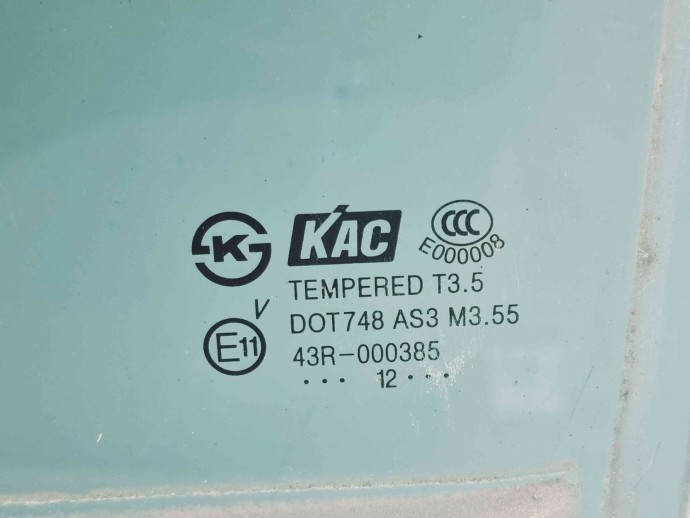 K
KAC
CCC
E000008
TEMPERED T3.5
V
DOT748 AS3 M3.55
E11
43R-000385
··· 12 ···